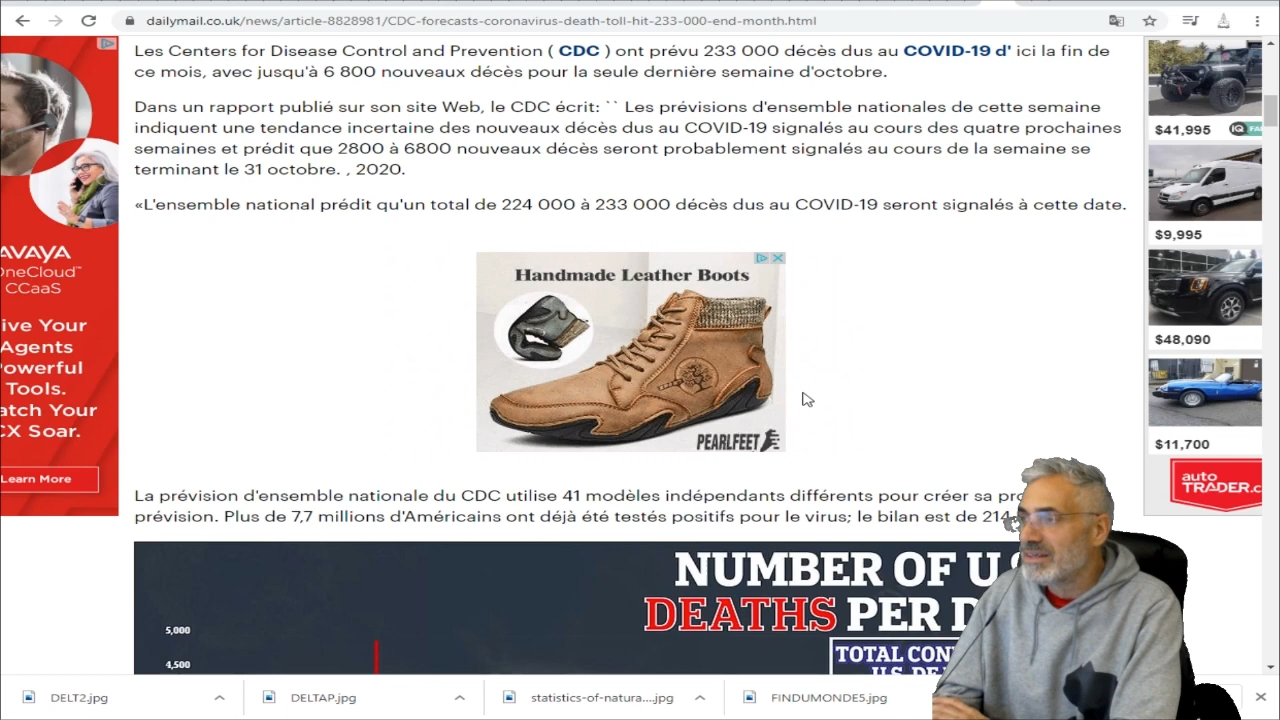 dailymail.co.uk/news/article-8828981/CDC-forecasts-coronavirus-death-toll-hit-233-000-end-month.html
Les Centers for Disease Control and Prevention ( CDC ) ont prévu 233 000 décès dus au COVID-19 d' ici la fin de
ce mois, avec jusqu'à 6 800 nouveaux décès pour la seule dernière semaine d'octobre.
Dans un rapport publié sur son site Web, le CDC écrit: `` Les prévisions d'ensemble nationales de cette semaine
indiquent une tendance incertaine des nouveaux décès dus au COVID-19 signalés au cours des quatre prochaines
semaines et prédit que 2800 à 6800 nouveaux décès seront probablement signalés au cours de la semaine se
terminant le 31 octobre. , 2020.
«L'ensemble national prédit qu'un total de 224 000 à 233 000 décès dus au COVID-19 seront signalés à cette date.
AVAYA
OneCloud™
CCaaS
ive Your
Agents
owerful
Tools.
atch Your
CX Soar.
Learn More
Handmade Leather Boots
PEARLFEET
$41,995
IQ FA
$9,995
$48,090
$11,700
auto
TRADER.c
La prévision d'ensemble nationale du CDC utilise 41 modèles indépendants différents pour créer sa pro
prévision. Plus de 7,7 millions d'Américains ont déjà été testés positifs pour le virus; le bilan est de 214
NUMBER OF U.S
DEATHS PER D
TOTAL CON
U.S. DE
5,000
4,500
DELT2.jpg
DELTAP.jpg
statistics-of-natura....jpg
FINDUMONDE5.jpg